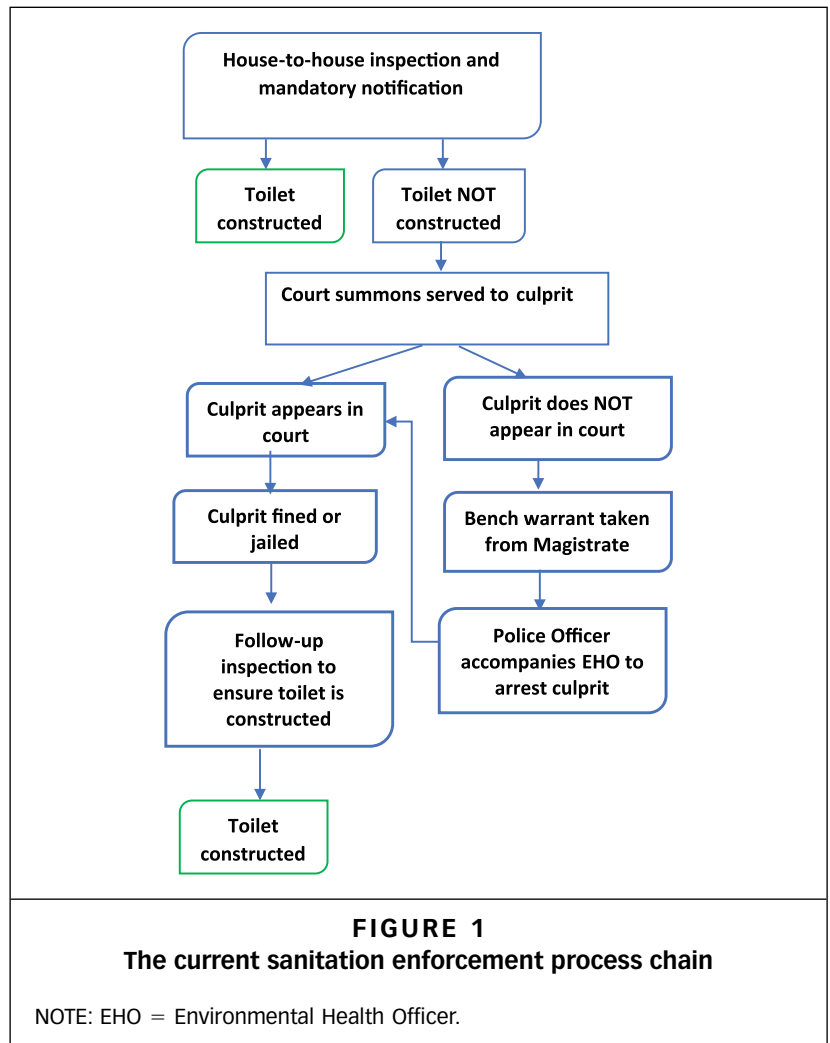 House-to-house inspection and
mandatory notification
Toilet
constructed
Toilet NOT
constructed
Court summons served to culprit
Culprit appears in
court
Culprit does NOT
appear in court
Culprit fined or
jailed
Bench warrant taken
from Magistrate
Follow-up
inspection to
ensure toilet is
constructed
Police Officer
accompanies EHO to
arrest culprit
Toilet
constructed
FIGURE 1
The current sanitation enforcement process chain
NOTE: EHO = Environmental Health Officer.